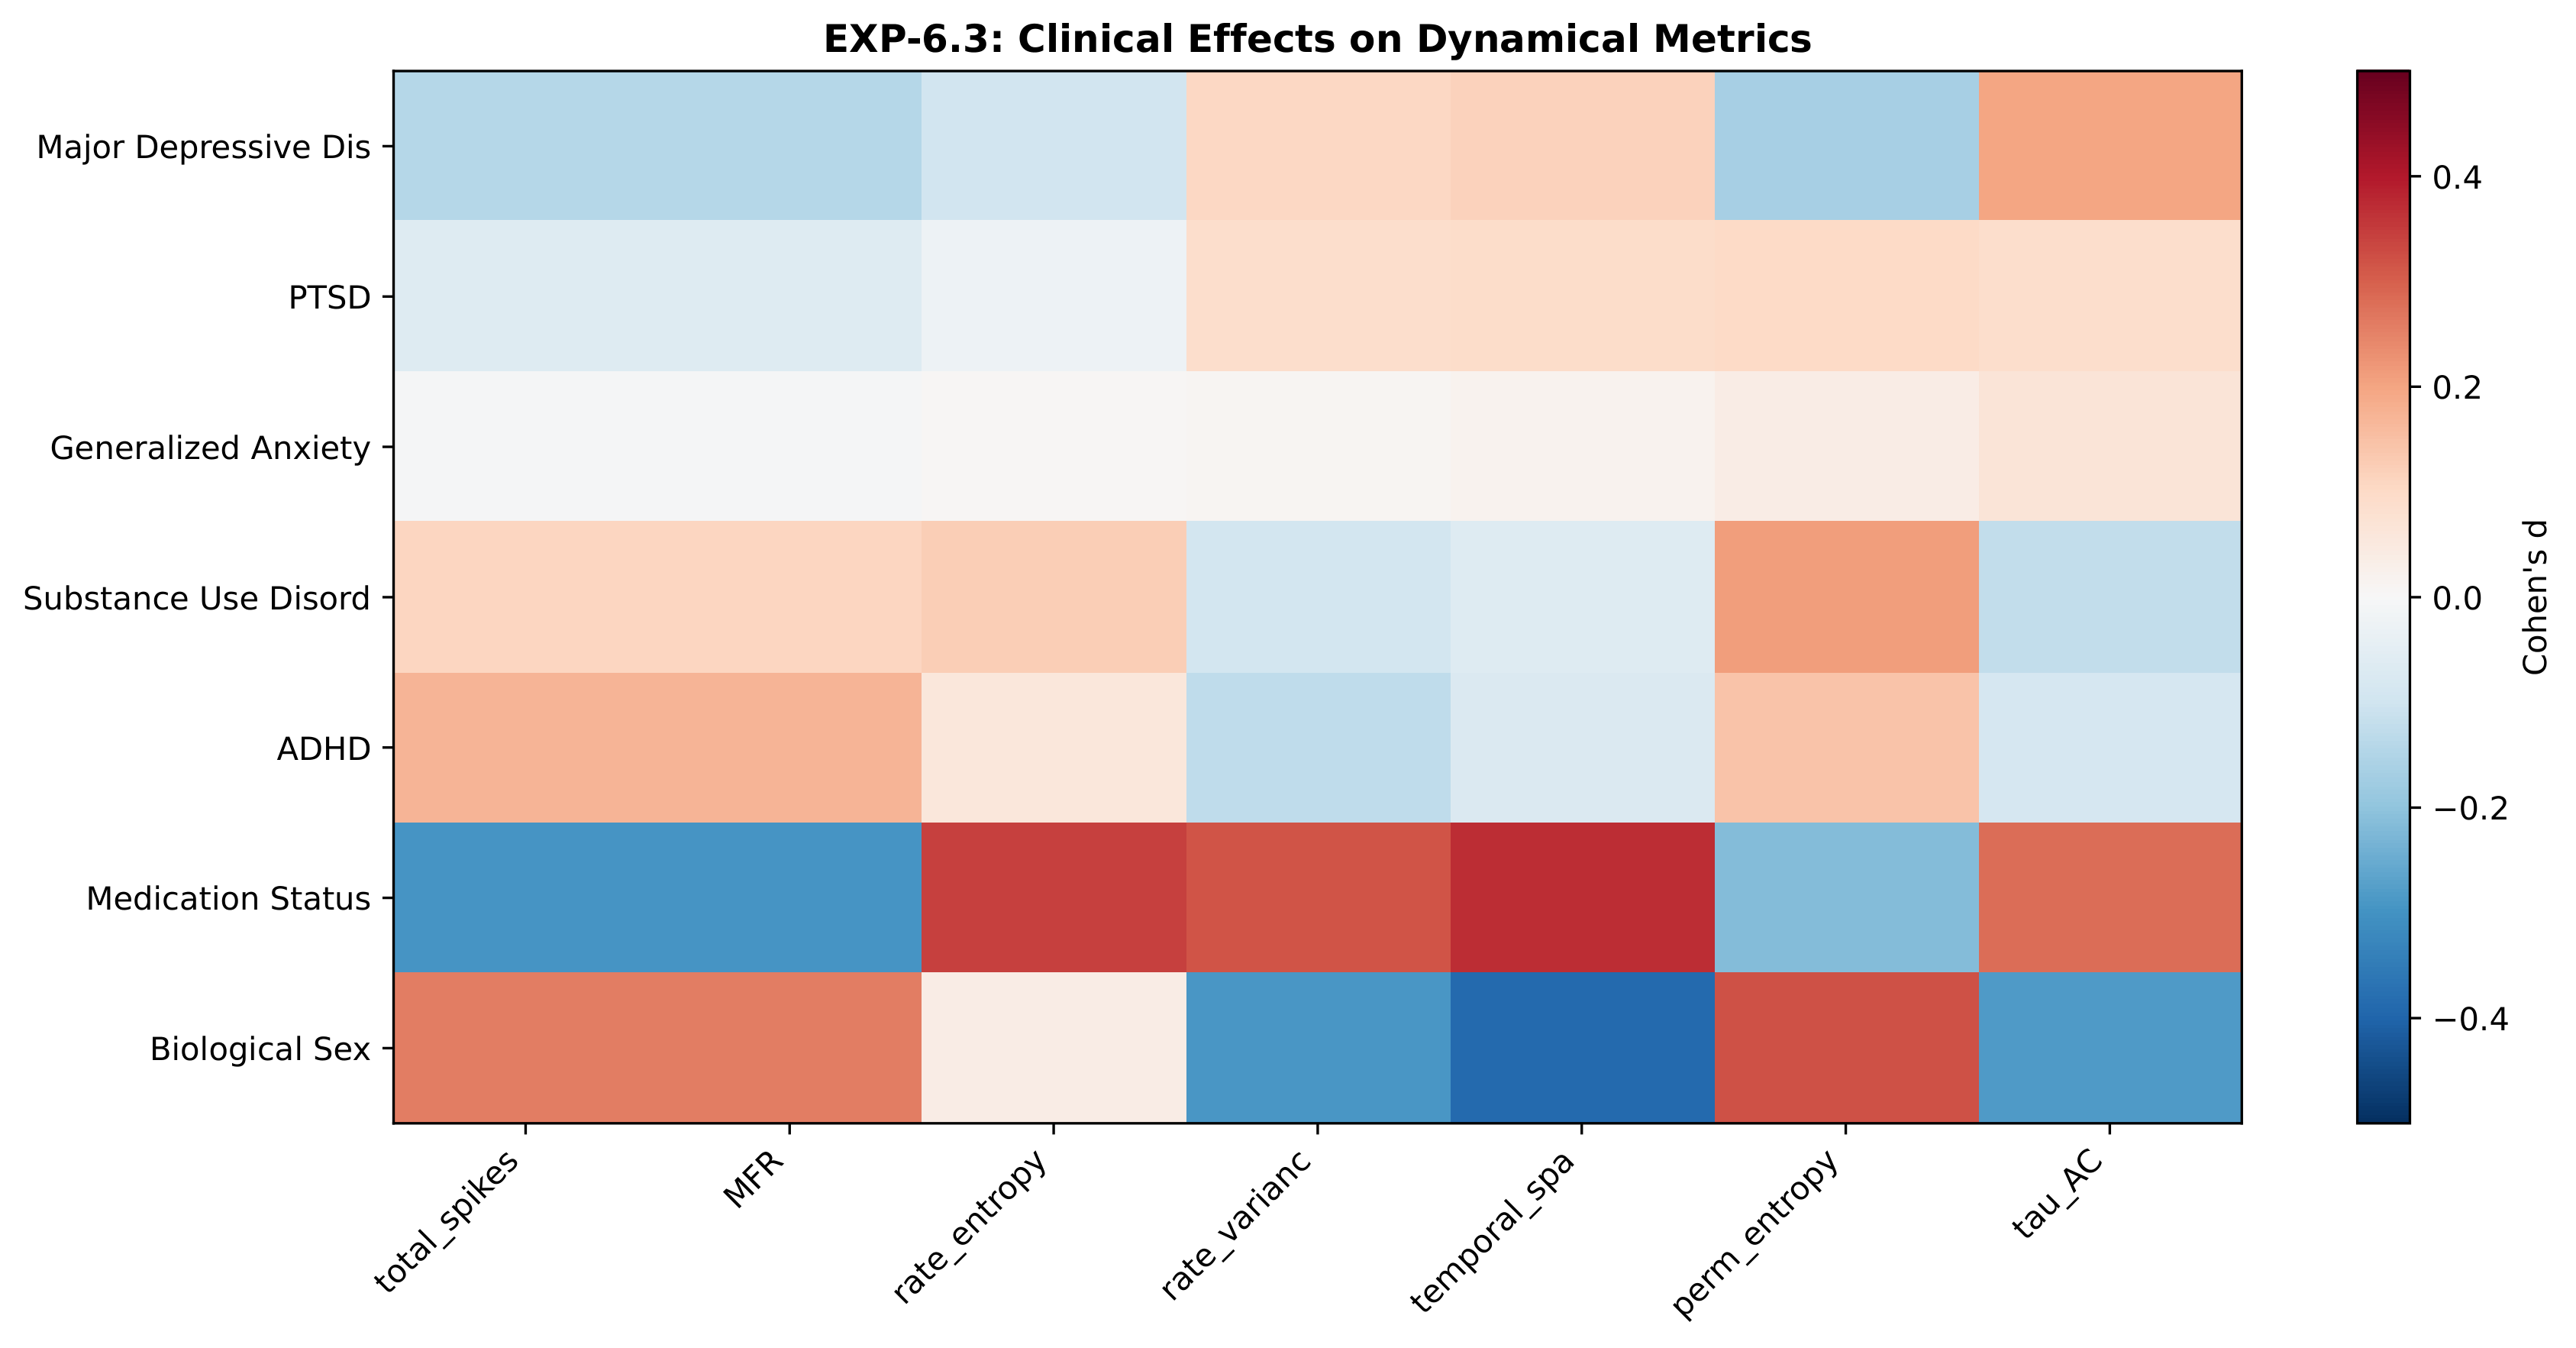 EXP-6.3: Clinical Effects on Dynamical Metrics
Major Depressive Dis
PTSD
Generalized Anxiety
Substance Use Disord
ADHD
Medication Status
Biological Sex
total_spikes
MFR
rate_entropy
rate_varianc
temporal_spa
perm_entropy
tau_AC
0.4
0.2
0.0
−0.2
−0.4
Cohen's d